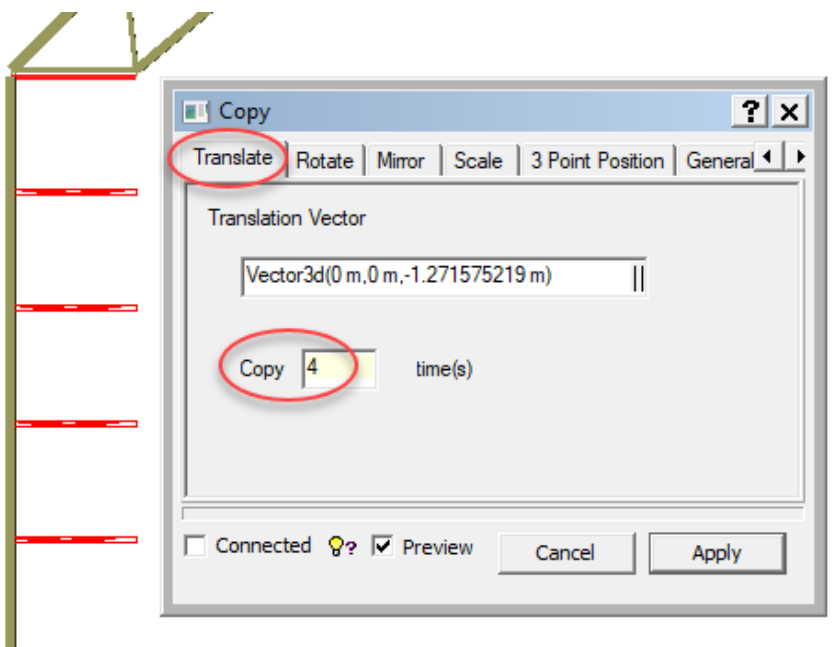 Copy
Translate Rotate Mirror Scale 3 Point Position General
Translation Vector
Vector3d(0 m,0 m,-1.271575219 m)
Copy 4 time(s)
Connected ? Preview Cancel Apply